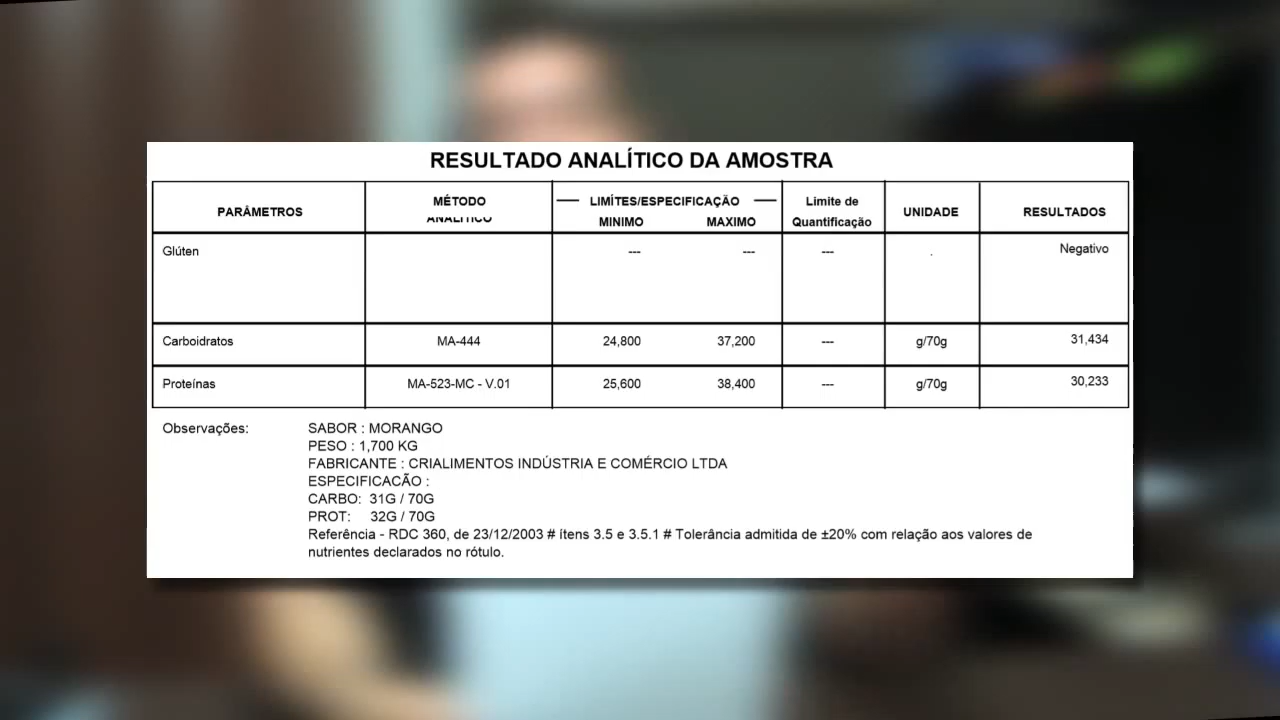 RESULTADO ANALÍTICO DA AMOSTRA
PARÂMETROS
MÉTODO
ANALITICO
LIMÍTES/ESPECIFICAÇÃO
MINIMO MAXIMO
Limite de
Quantificação
UNIDADE
RESULTADOS
Glúten --- --- --- . Negativo
Carboidratos MA-444 24,800 37,200 --- g/70g 31,434
Proteínas MA-523-MC - V.01 25,600 38,400 --- g/70g 30,233
Observações: SABOR : MORANGO
PESO : 1,700 KG
FABRICANTE : CRIALIMENTOS INDÚSTRIA E COMÉRCIO LTDA
ESPECIFICACÃO :
CARBO: 31G / 70G
PROT: 32G / 70G
Referência - RDC 360, de 23/12/2003 # ítens 3.5 e 3.5.1 # Tolerância admitida de ±20% com relação aos valores de
nutrientes declarados no rótulo.